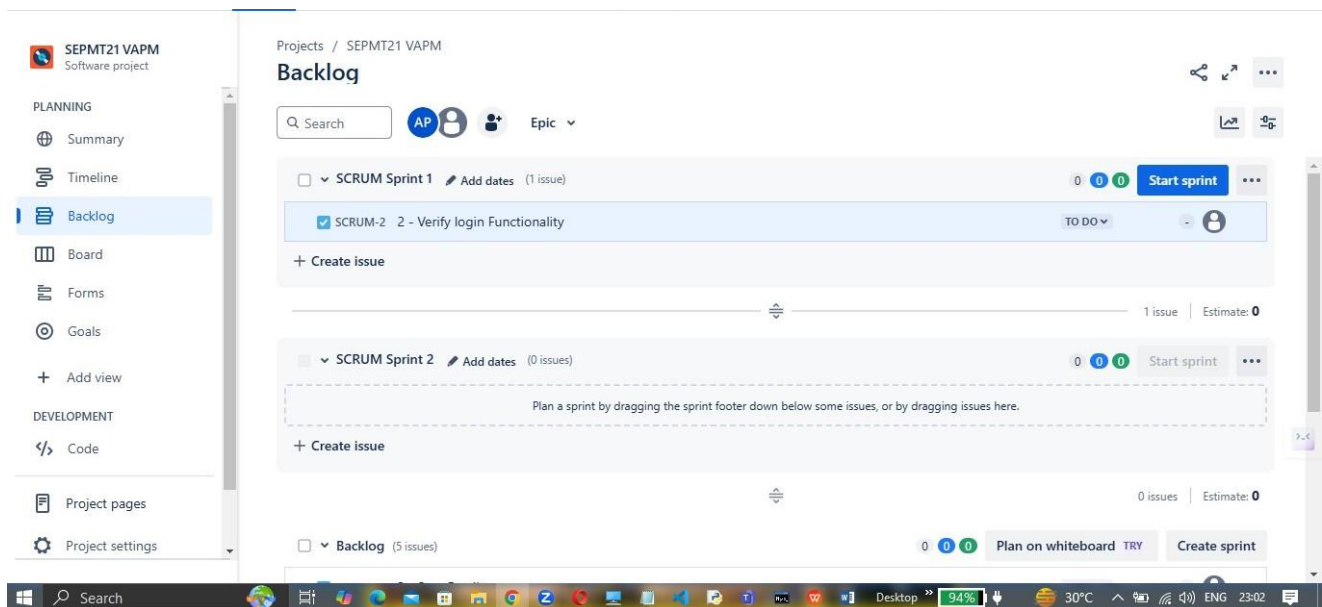 SEPMT21 VAPM
Software project
PLANNING
Summary
Timeline
Backlog
Board
Forms
Goals
+ Add view
DEVELOPMENT
</> Code
Project pages
Project settings
Projects / SEPMT21 VAPM
Backlog
Search
AP
Epic
SCRUM Sprint 1 Add dates (1 issue) 0 0 0 Start sprint
SCRUM-2 2 - Verify login Functionality TO DO -
+ Create issue
1 issue Estimate: 0
SCRUM Sprint 2 Add dates (0 issues) 0 0 0 Start sprint
Plan a sprint by dragging the sprint footer down below some issues, or by dragging issues here.
+ Create issue
0 issues Estimate: 0
Backlog (5 issues) 0 0 0 Plan on whiteboard TRY Create sprint
Search Desktop » 94% 30°C ENG 23:02